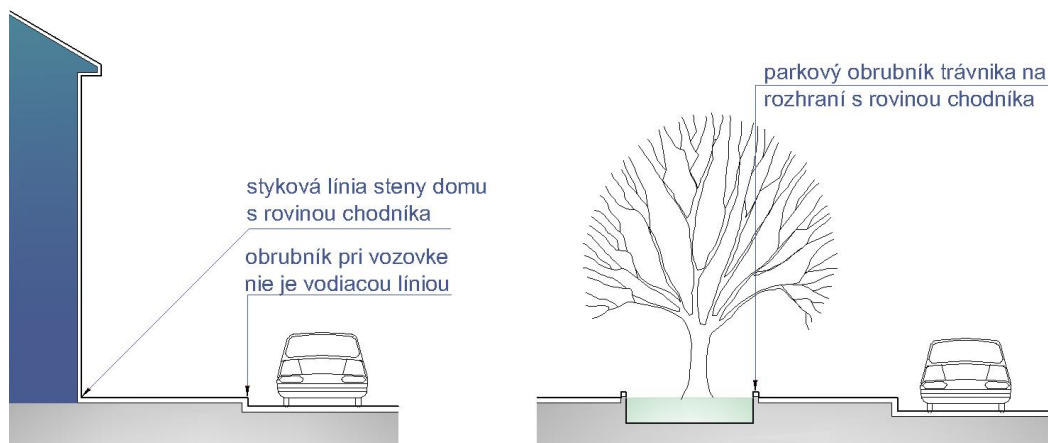 styková línia steny domu
s rovinou chodníka
obrubník pri vozovke
nie je vodiacou líniou
parkový obrubník trávnika na
rozhraní s rovinou chodníka